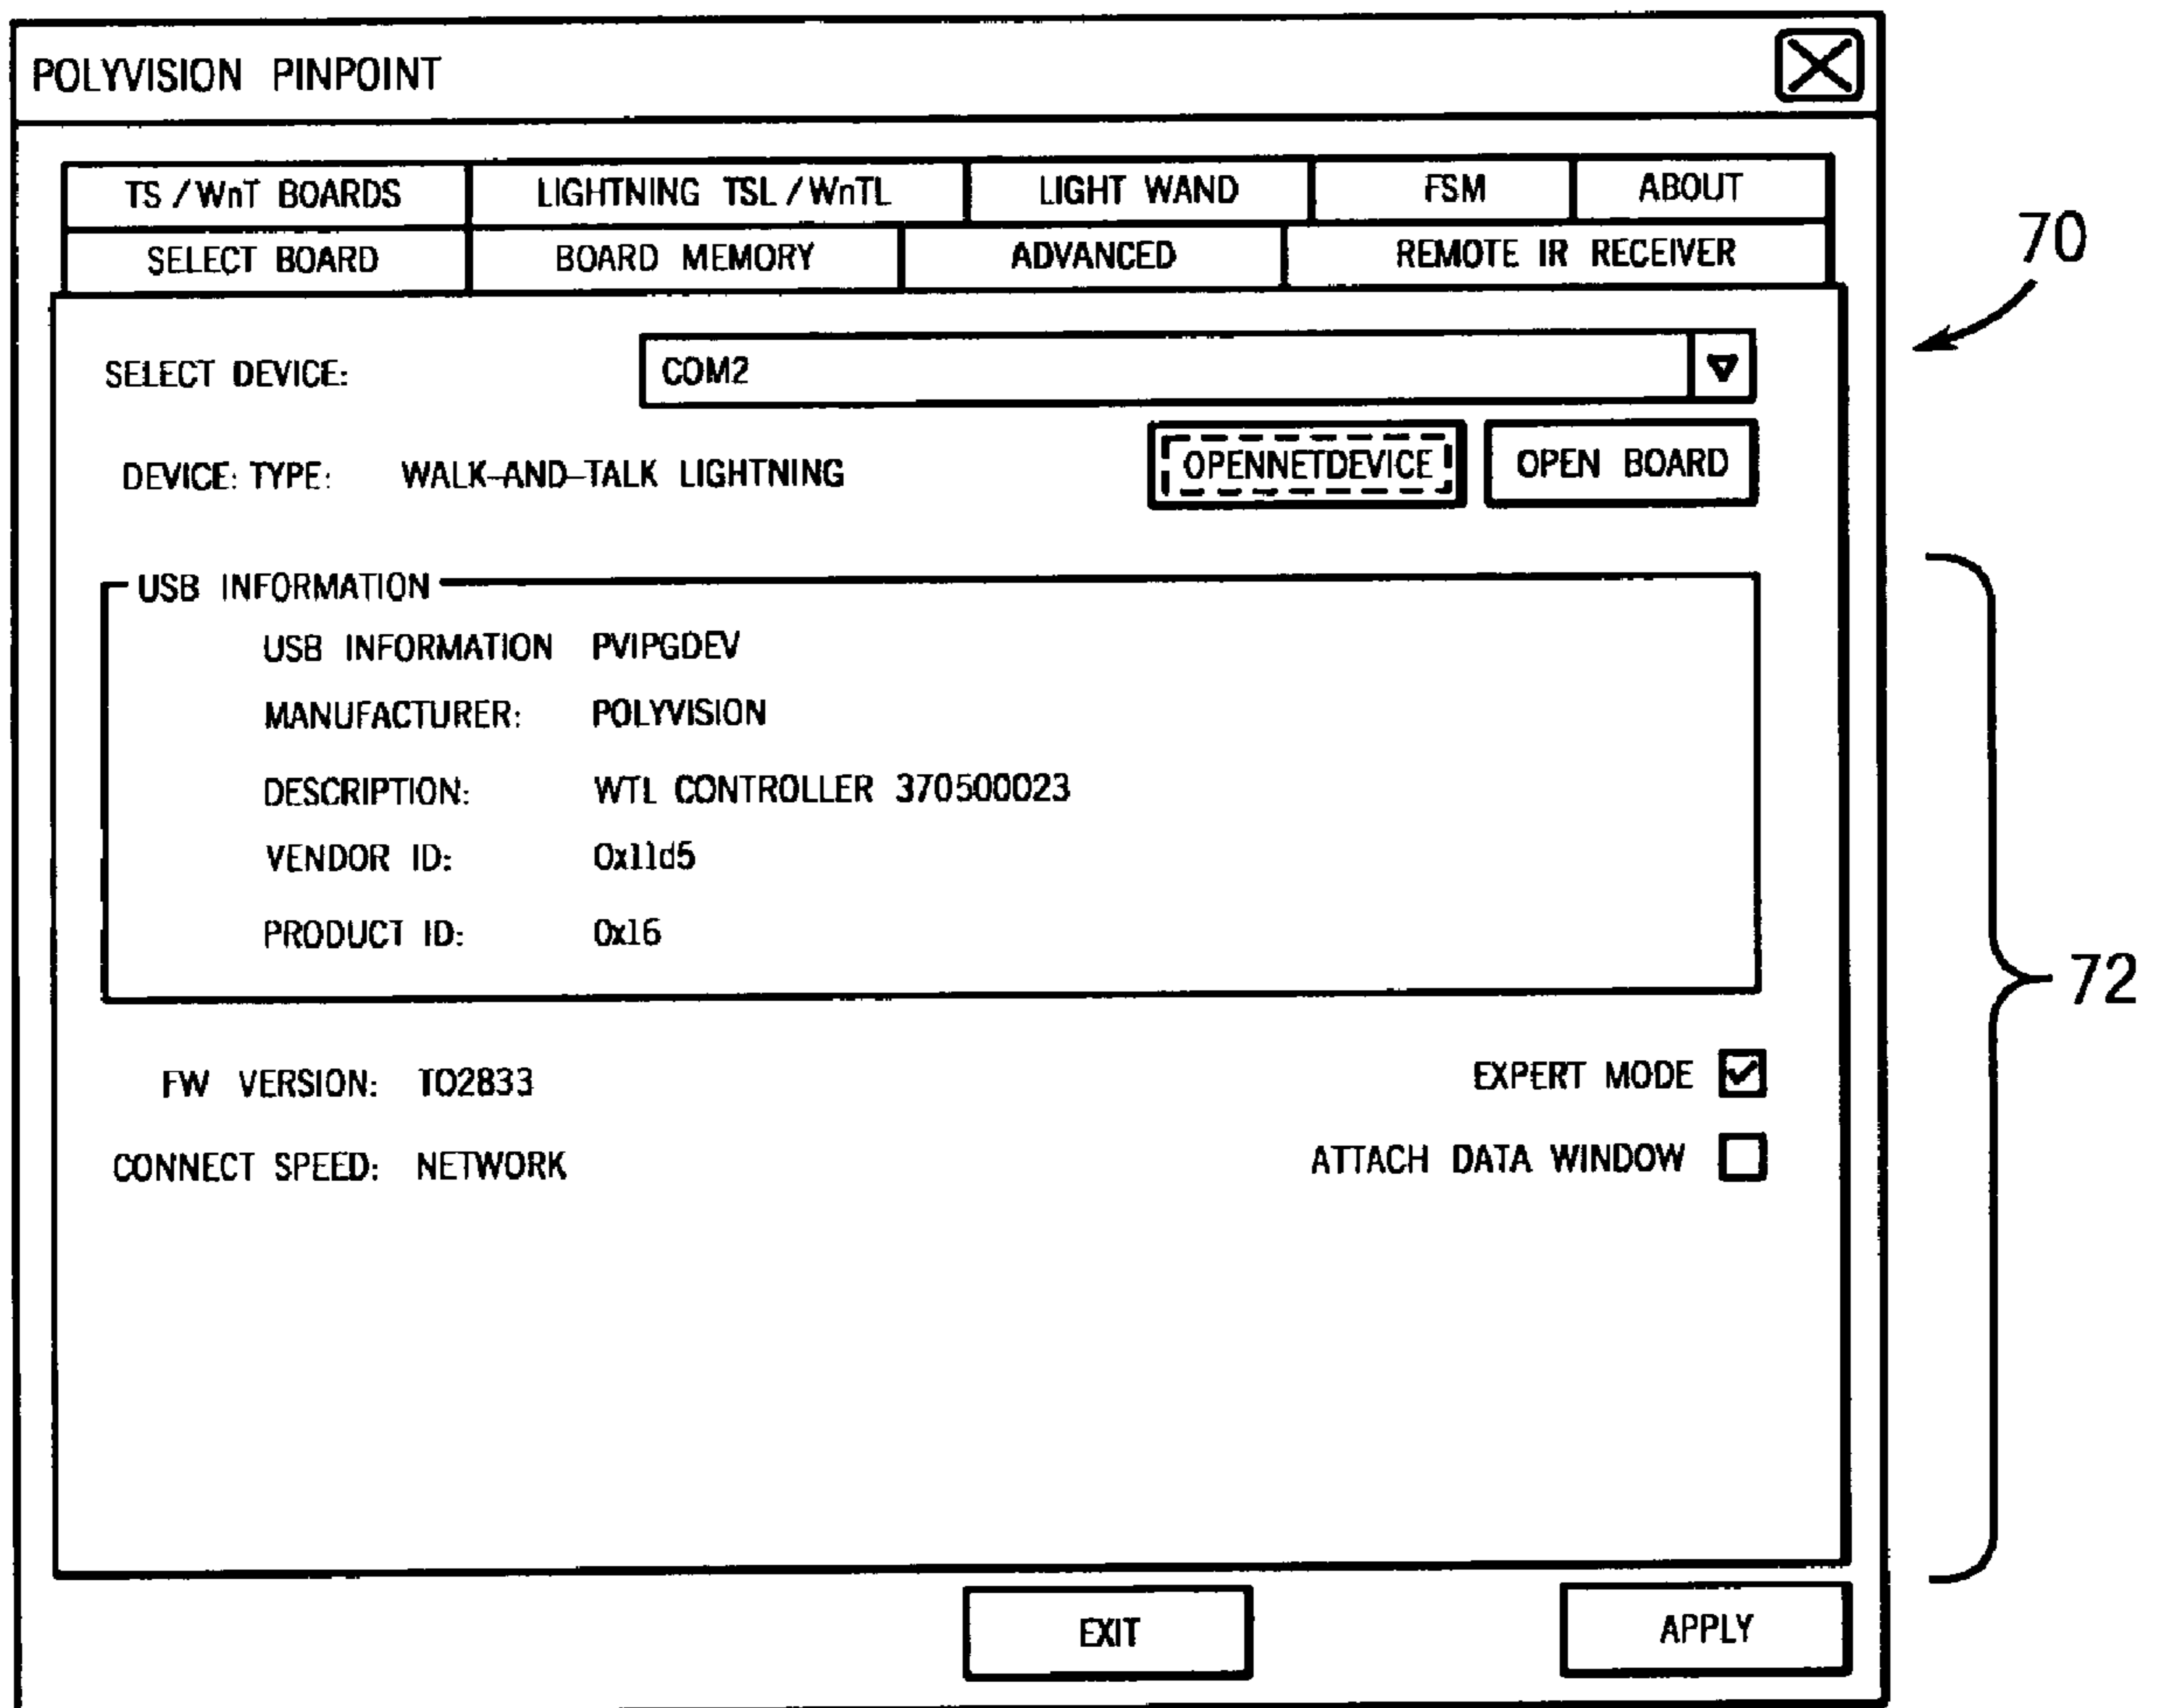 POLYVISION PINPOINT
TS / WnT BOARDS LIGHTNING TSL / WnTL LIGHT WAND FSM ABOUT
SELECT BOARD BOARD MEMORY ADVANCED REMOTE IR RECEIVER
70
SELECT DEVICE: COM2
DEVICE: TYPE: WALK-AND-TALK LIGHTNING OPENNETDEVICE OPEN BOARD
USB INFORMATION
USB INFORMATION PVIPGDEV
MANUFACTURER: POLYVISION
DESCRIPTION: WTL CONTROLLER 370500023
VENDOR ID: 0x11d5
PRODUCT ID: 0x16
72
FW VERSION: TO2833 EXPERT MODE
CONNECT SPEED: NETWORK ATTACH DATA WINDOW
EXIT APPLY